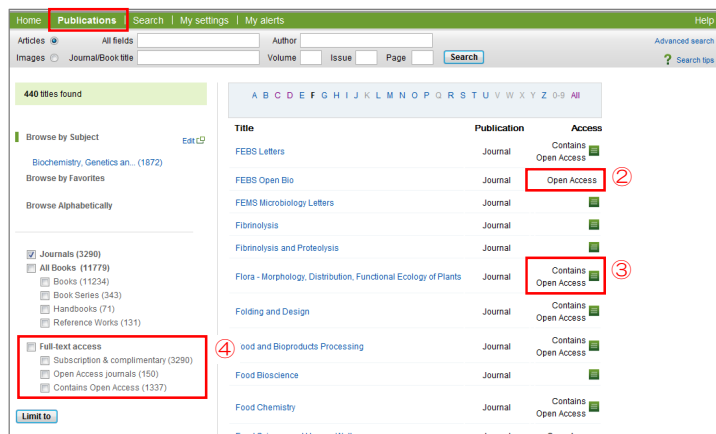 Home | Publications | Search | My settings | My alerts Help
Articles All fields Author Advanced search
Images Journal/Book title Volume Issue Page Search ? Search tips
440 titles found
A B C D E F G H I J K L M N O P Q R S T U V W X Y Z 0-9 All
Title Publication Access
Browse by Subject Edit
Biochemistry, Genetics an... (1872)
Browse by Favorites
Browse Alphabetically
Journals (3290)
All Books (11779)
Books (11234)
Book Series (343)
Handbooks (71)
Reference Works (131)
Full-text access
Subscription & complimentary (3290)
Open Access journals (150)
Contains Open Access (1337)
④
Limit to
FEBS Letters Journal Contains
Open Access
FEBS Open Bio Journal Open Access ②
FEMS Microbiology Letters Journal
Fibrinolysis Journal
Fibrinolysis and Proteolysis Journal
Flora - Morphology, Distribution, Functional Ecology of Plants Journal Contains
Open Access ③
Folding and Design Journal Contains
Open Access
ood and Bioproducts Processing Journal Contains
Open Access
Food Bioscience Journal
Food Chemistry Journal Contains
Open Access